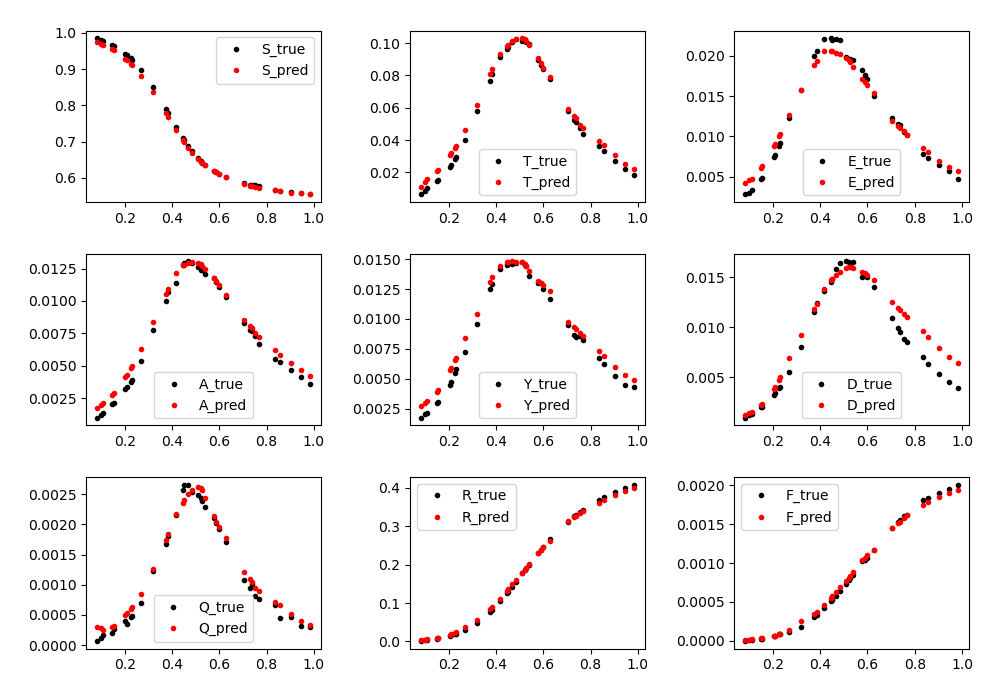 1.0
0.9
0.8
0.7
0.6
0.2 0.4 0.6 0.8 1.0
S_true
S_pred
0.10
0.08
0.06
0.04
0.02
0.2 0.4 0.6 0.8 1.0
T_true
T_pred
0.020
0.015
0.010
0.005
0.2 0.4 0.6 0.8 1.0
E_true
E_pred
0.0125
0.0100
0.0075
0.0050
0.0025
0.2 0.4 0.6 0.8 1.0
A_true
A_pred
0.0150
0.0125
0.0100
0.0075
0.0050
0.0025
0.2 0.4 0.6 0.8 1.0
Y_true
Y_pred
0.015
0.010
0.005
0.2 0.4 0.6 0.8 1.0
D_true
D_pred
0.0025
0.0020
0.0015
0.0010
0.0005
0.0000
0.2 0.4 0.6 0.8 1.0
Q_true
Q_pred
0.4
0.3
0.2
0.1
0.0
0.2 0.4 0.6 0.8 1.0
R_true
R_pred
0.0020
0.0015
0.0010
0.0005
0.0000
0.2 0.4 0.6 0.8 1.0
F_true
F_pred